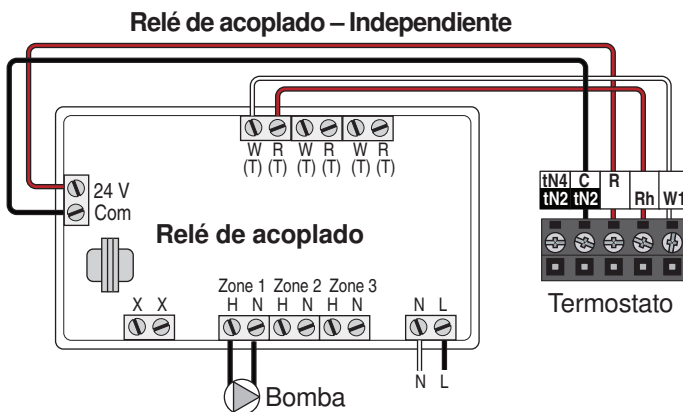 Relé de acoplado – Independiente
W R W R W R
(T) (T) (T) (T) (T) (T)
tN4 C R
tN2 tN2 Rh W1
24 V
Com
Relé de acoplado
Termostato
Zone 1 Zone 2 Zone 3
X X H N H N H N N L
N L
Bomba